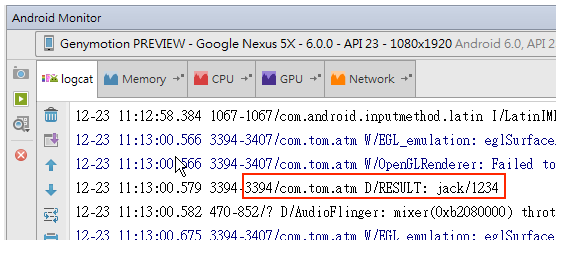 Android Monitor
Genymotion PREVIEW - Google Nexus 5X - 6.0.0 - API 23 - 1080x1920 Android 6.0, API 2
logcat Memory CPU GPU Network
12-23 11:12:58.384 1067-1067/com.android.inputmethod.latin I/LatinIM
12-23 11:13:00.566 3394-3407/com.tom.atm W/EGL_emulation: eglSurfac
12-23 11:13:00.566 3394-3407/com.tom.atm W/OpenGLRenderer: Failed to
12-23 11:13:00.579 3394-3394/com.tom.atm D/RESULT: jack/1234
12-23 11:13:00.582 470-852/? D/AudioFlinger: mixer(0xb2080000) throt
12-23 11:13:00.675 3394-3407/com.tom.atm W/EGL_emulation: eglSurfac